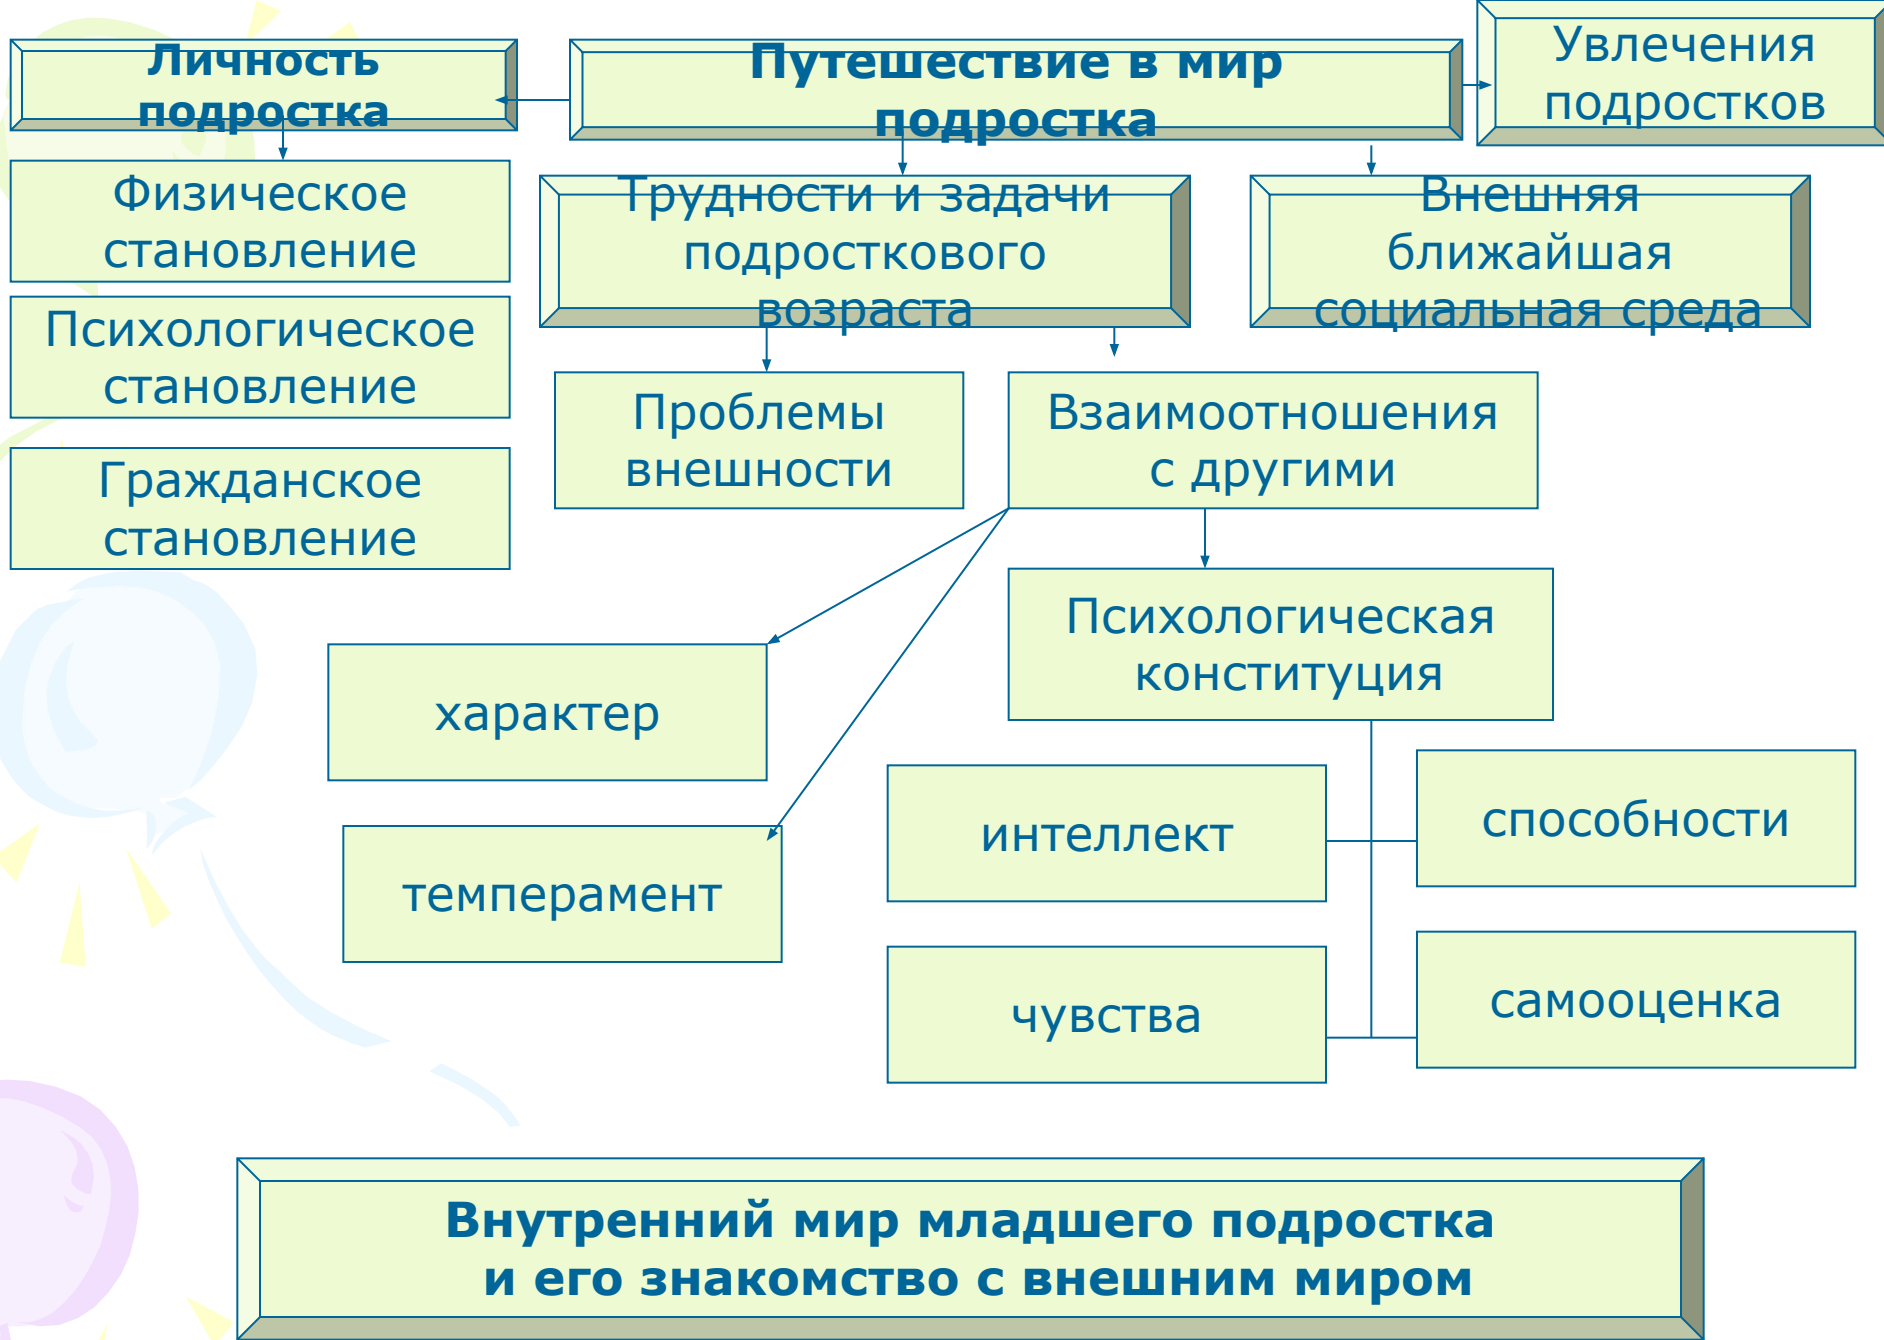 Личность
подростка
Путешествие в мир
подростка
Увлечения
подростков
Физическое
становление
Трудности и задачи
подросткового
возраста
Внешняя
ближайшая
социальная среда
Психологическое
становление
Проблемы
внешности
Взаимоотношения
с другими
Гражданское
становление
Психологическая
конституция
характер
интеллект
способности
темперамент
чувства
самооценка
Внутренний мир младшего подростка
и его знакомство с внешним миром